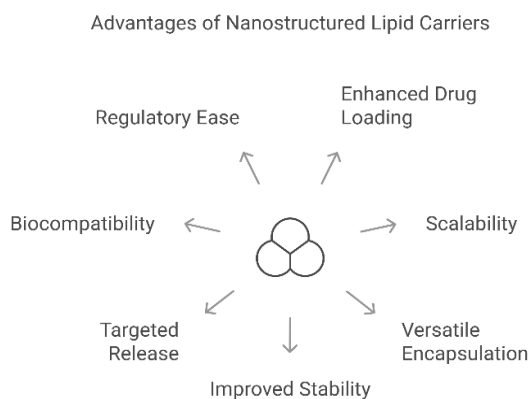 Advantages of Nanostructured Lipid Carriers
Enhanced Drug
Loading
Regulatory Ease
Biocompatibility
Scalability
Targeted
Release
Versatile
Encapsulation
Improved Stability